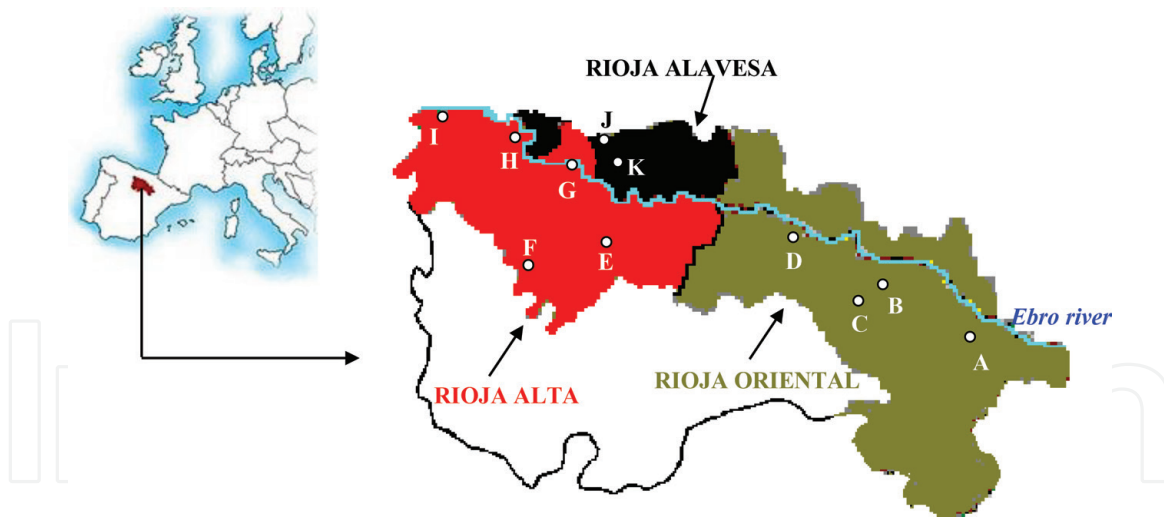 RIOJA ALAVESA
I
J
H
K
G
F
E
D
B
C
Ebro river
A
RIOJA ORIENTAL
RIOJA ALTA